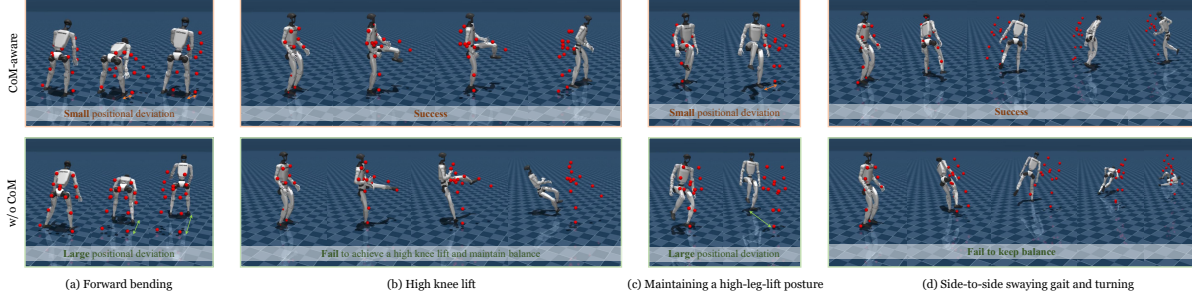 CoM-aware
Small positional deviation
Success
Small positional deviation
Success
w/o CoM
Large positional deviation
Fail to achieve a high knee lift and maintain balance
Large positional deviation
Fail to keep balance
(a) Forward bending
(b) High knee lift
(c) Maintaining a high-leg-lift posture
(d) Side-to-side swaying gait and turning